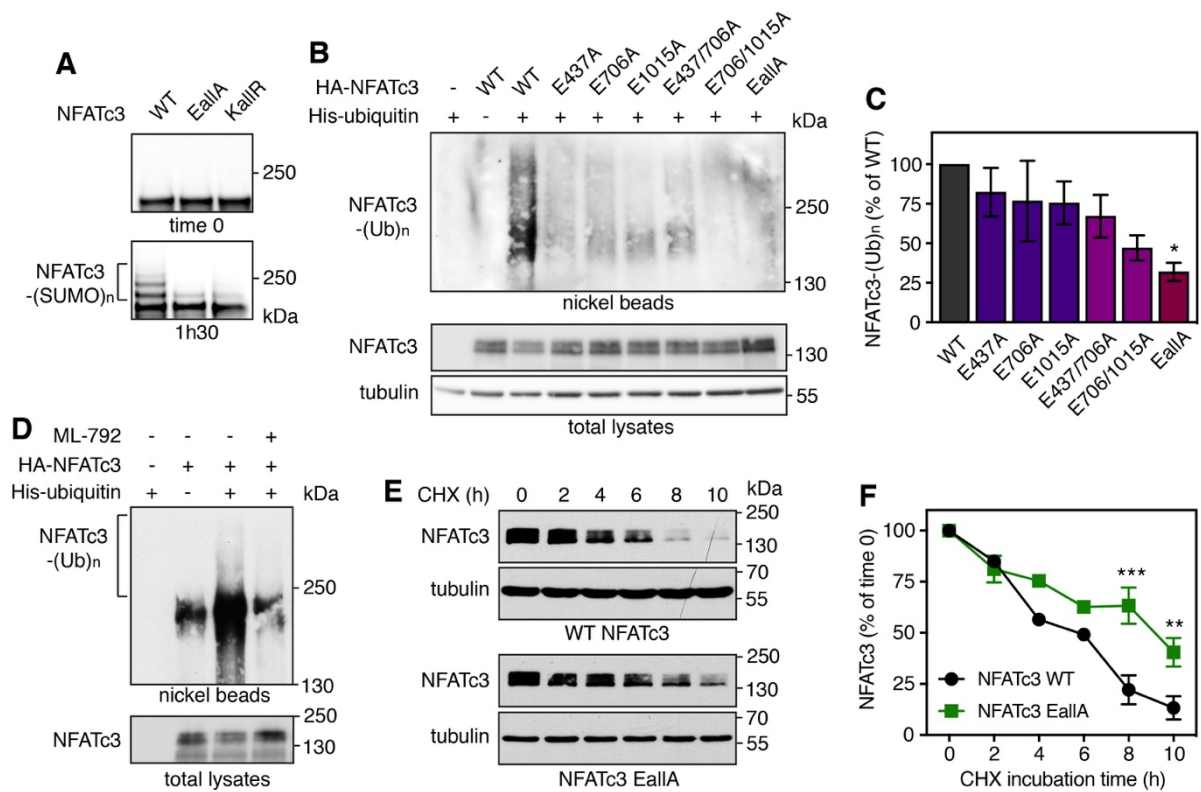 A
NFATc3 WT EallA KallR
250
time 0
NFATc3
-(SUMO)n
250
kDa
1h30
B
HA-NFATc3 - WT WT E437A E706A E1015A E437/706A E706/1015A EallA
His-ubiquitin + - + + + + + + +
kDa
NFATc3
-(Ub)n
250
130
nickel beads
NFATc3
130
tubulin
55
total lysates
C
NFATc3-(Ub)n (% of WT)
100
75
50
25
0
*
WT E437A E706A E1015A E437/706A E706/1015A EallA
D
ML-792 - - - +
HA-NFATc3 - + + +
His-ubiquitin + - + + kDa
NFATc3
-(Ub)n
250
130
nickel beads
NFATc3
250
130
total lysates
E
CHX (h) 0 2 4 6 8 10 kDa
NFATc3
250
130
tubulin
70
55
WT NFATc3
NFATc3
250
130
tubulin
70
55
NFATc3 EallA
F
NFATc3 (% of time 0)
100
75
50
25
0
***
**
NFATc3 WT
NFATc3 EallA
0 2 4 6 8 10
CHX incubation time (h)